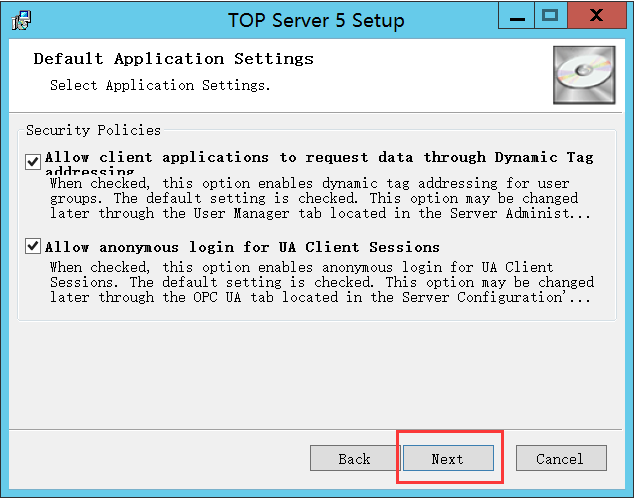 TOP Server 5 Setup
Default Application Settings
Select Application Settings.
Security Policies
Allow client applications to request data through Dynamic Tag
addressing
When checked, this option enables dynamic tag addressing for user
groups. The default setting is checked. This option may be changed
later through the User Manager tab located in the Server Administ...
Allow anonymous login for UA Client Sessions
When checked, this option enables anonymous login for UA Client
Sessions. The default setting is checked. This option may be changed
later through the OPC UA tab located in the Server Configuration'...
Back
Next
Cancel